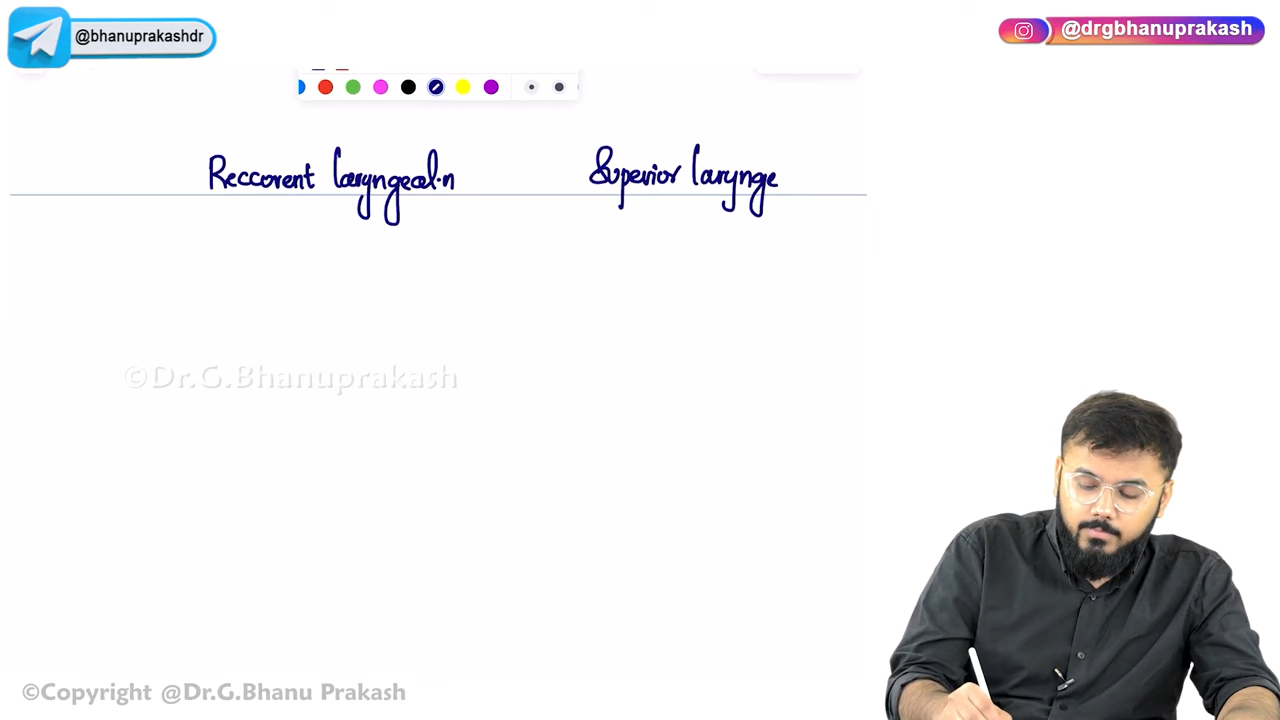 @bhanuprakashdr
@drgbhanuprakash
Reccorent laryngeal.n
Superior larynge
©Dr.G.Bhanuprakash
©Copyright @Dr.G.Bhanu Prakash